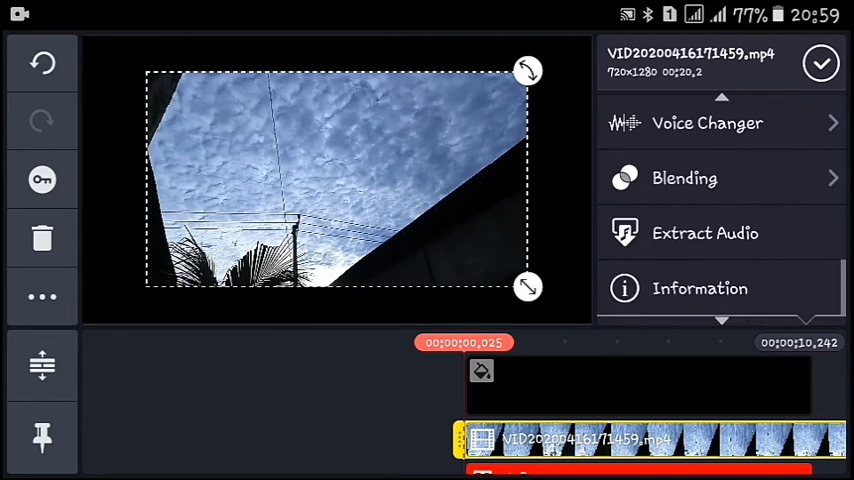 1
77%
20:59
VID20200416171459.mp4
720x1280 00:20.2
Voice Changer
Blending
Extract Audio
Information
00:00:00.025
00:00:10.242
VID20200416171459.mp4